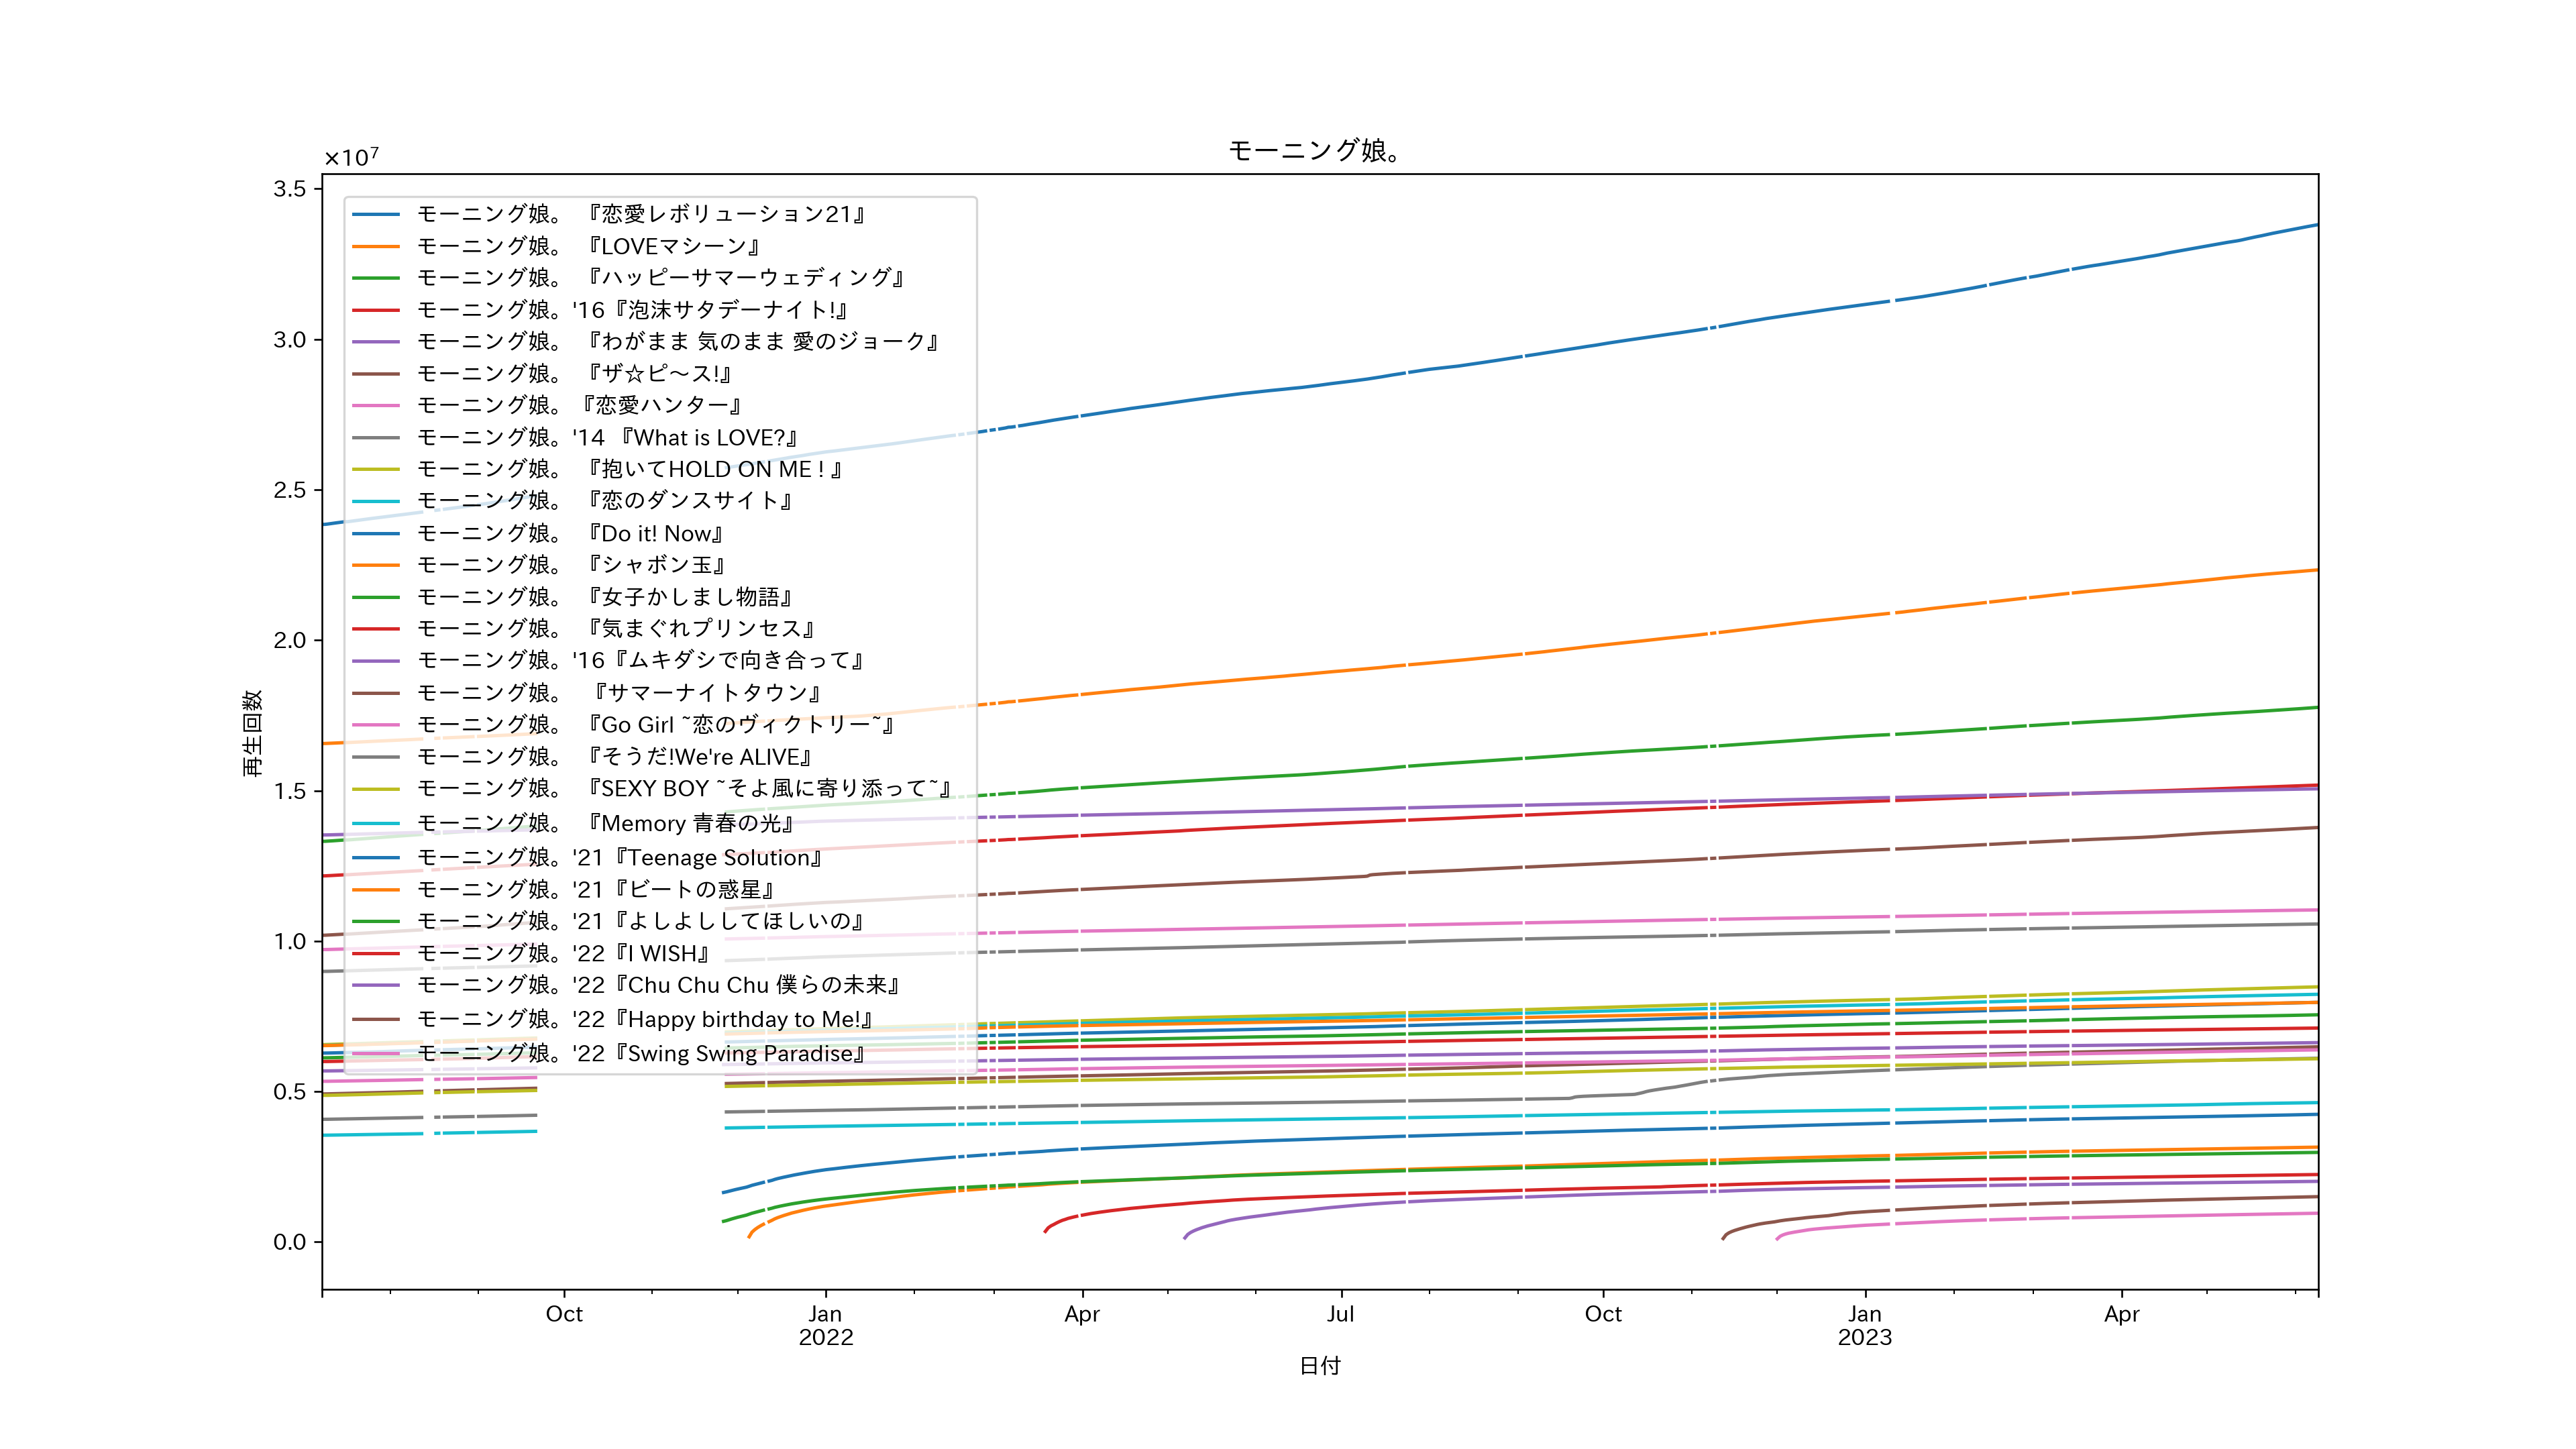 モーニング娘。
×10⁷
3.5
3.0
2.5
2.0
1.5
1.0
0.5
0.0
再生回数
モーニング娘。 『恋愛レボリューション21』
モーニング娘。 『LOVEマシーン』
モーニング娘。 『ハッピーサマーウェディング』
モーニング娘。'16『泡沫サタデーナイト!』
モーニング娘。 『わがまま 気のまま 愛のジョーク』
モーニング娘。 『ザ☆ピ〜ス!』
モーニング娘。『恋愛ハンター』
モーニング娘。'14 『What is LOVE?』
モーニング娘。 『抱いてHOLD ON ME ! 』
モーニング娘。 『恋のダンスサイト』
モーニング娘。 『Do it! Now』
モーニング娘。 『シャボン玉』
モーニング娘。 『女子かしまし物語』
モーニング娘。 『気まぐれプリンセス』
モーニング娘。'16『ムキダシで向き合って』
モーニング娘。 『サマーナイトタウン』
モーニング娘。 『Go Girl ~恋のヴィクトリー~』
モーニング娘。 『そうだ!We're ALIVE』
モーニング娘。 『SEXY BOY ~そよ風に寄り添って~』
モーニング娘。 『Memory 青春の光』
モーニング娘。'21『Teenage Solution』
モーニング娘。'21『ビートの惑星』
モーニング娘。'21『よしよししてほしいの』
モーニング娘。'22『I WISH』
モーニング娘。'22『Chu Chu Chu 僕らの未来』
モーニング娘。'22『Happy birthday to Me!』
モーニング娘。'22『Swing Swing Paradise』
Oct Jan Apr Jul Oct Jan Apr
2022 2023
日付